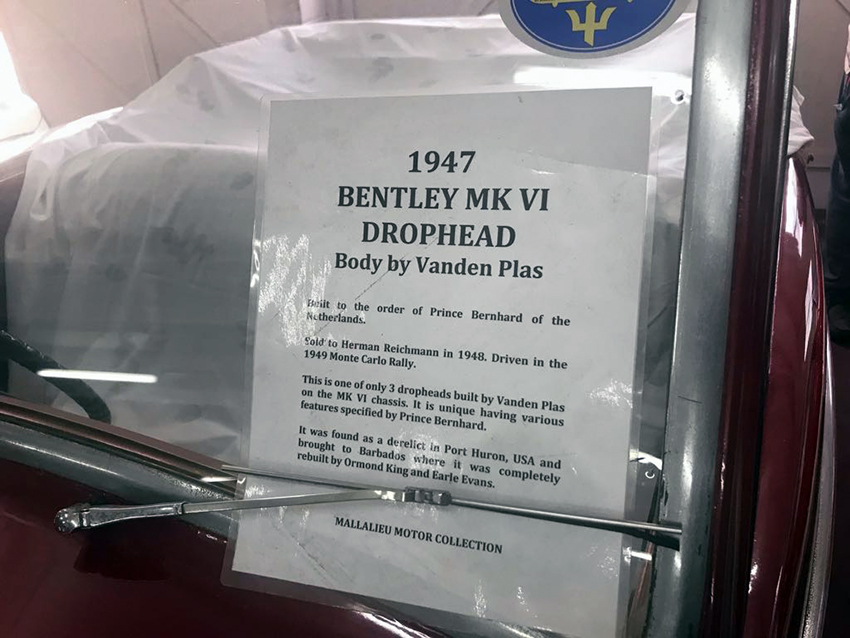 1947
BENTLEY MK VI
DROPHEAD
Body by Vanden Plas
Built to the order of Prince Bernhard of the
Netherlands.
Sold to Herman Reichmann in 1948. Driven in the
1949 Monte Carlo Rally.
This is one of only 3 dropheads built by Vanden Plas
on the MK VI chassis. It is unique having various
features specified by Prince Bernhard.
It was found as a derelict in Port Huron, USA and
brought to Barbados where it was completely
rebuilt by Ormond King and Earle Evans.
MALLALIEU MOTOR COLLECTION